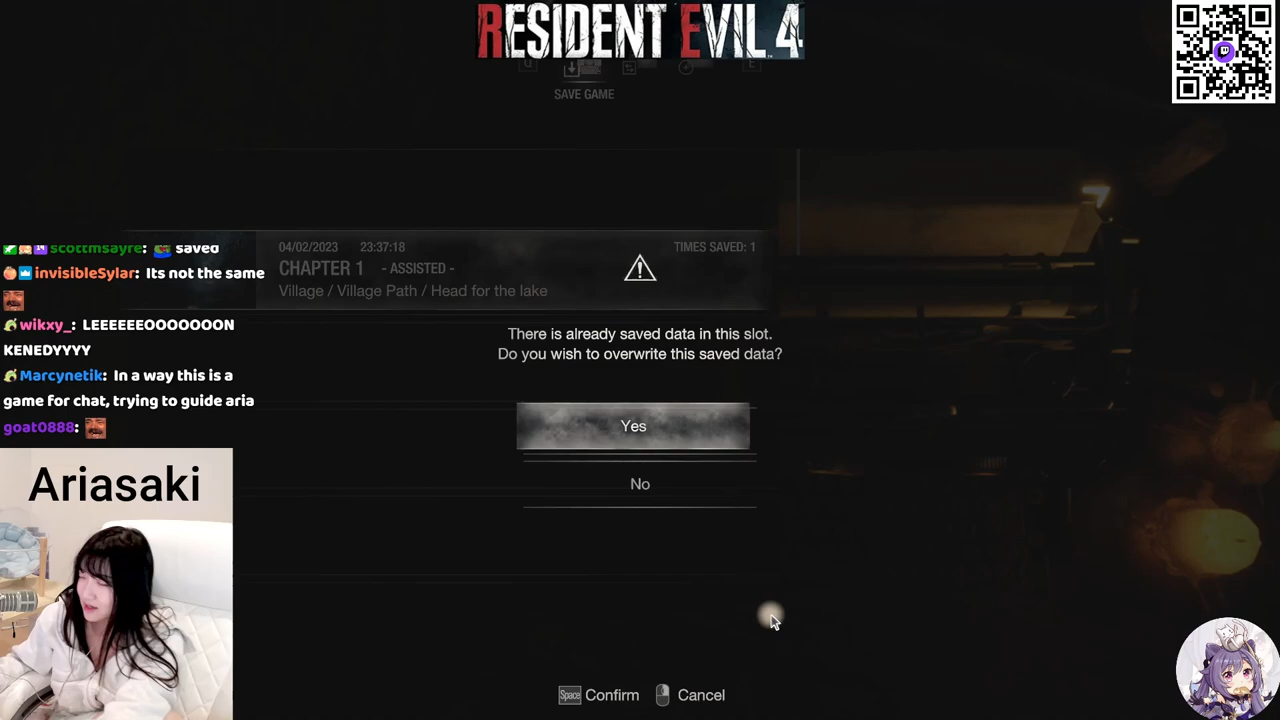 RESIDENT EVIL 4
Q
E
SAVE GAME
04/02/2023 23:37:18
TIMES SAVED: 1
CHAPTER 1 - ASSISTED -
Village / Village Path / Head for the lake
There is already saved data in this slot.
Do you wish to overwrite this saved data?
Yes
No
Space Confirm Cancel
scottmsayre: saved
invisibleSylar: Its not the same
wikxy_: LEEEEEEOOOOOOON
KENEDYYYY
Marcynetik: In a way this is a
game for chat, trying to guide aria
goat0888:
Ariasaki